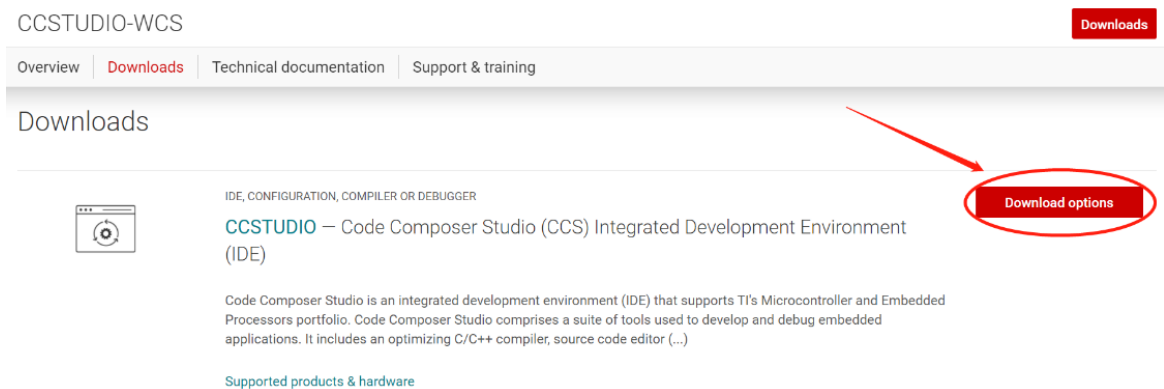 CCSTUDIO-WCS
Downloads
Overview
Downloads
Technical documentation
Support & training
Downloads
IDE, CONFIGURATION, COMPILER OR DEBUGGER
Download options
CCSTUDIO — Code Composer Studio (CCS) Integrated Development Environment
(IDE)
Code Composer Studio is an integrated development environment (IDE) that supports TI's Microcontroller and Embedded
Processors portfolio. Code Composer Studio comprises a suite of tools used to develop and debug embedded
applications. It includes an optimizing C/C++ compiler, source code editor (...)
Supported products & hardware